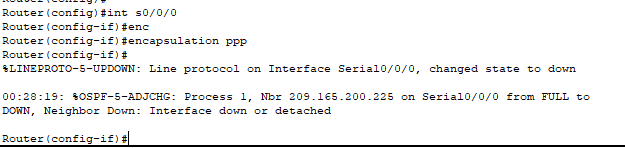 Router(config)#int s0/0/0
Router(config-if)#enc
Router(config-if)#encapsulation ppp
Router(config-if)#
%LINEPROTO-5-UPDOWN: Line protocol on Interface Serial0/0/0, changed state to down
00:28:19: %OSPF-5-ADJCHG: Process 1, Nbr 209.165.200.225 on Serial0/0/0 from FULL to
DOWN, Neighbor Down: Interface down or detached
Router(config-if)#